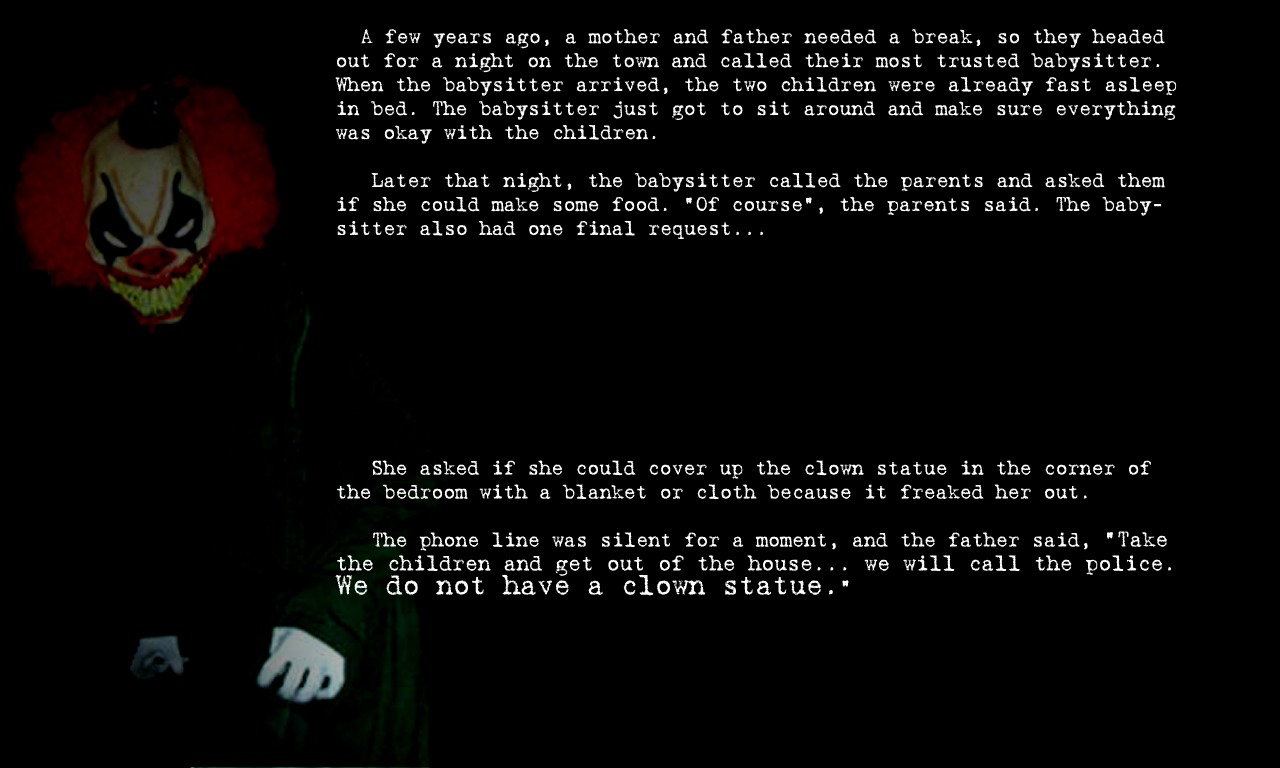 A few years ago, a mother and father needed a break, so they headed
out for a night on the town and called their most trusted babysitter.
When the babysitter arrived, the two children were already fast asleep
in bed. The babysitter just got to sit around and make sure everything
was okay with the children.
Later that night, the babysitter called the parents and asked them
if she could make some food. "Of course", the parents said. The baby-
sitter also had one final request...
She asked if she could cover up the clown statue in the corner of
the bedroom with a blanket or cloth because it freaked her out.
The phone line was silent for a moment, and the father said, "Take
the children and get out of the house... we will call the police.
We do not have a clown statue."